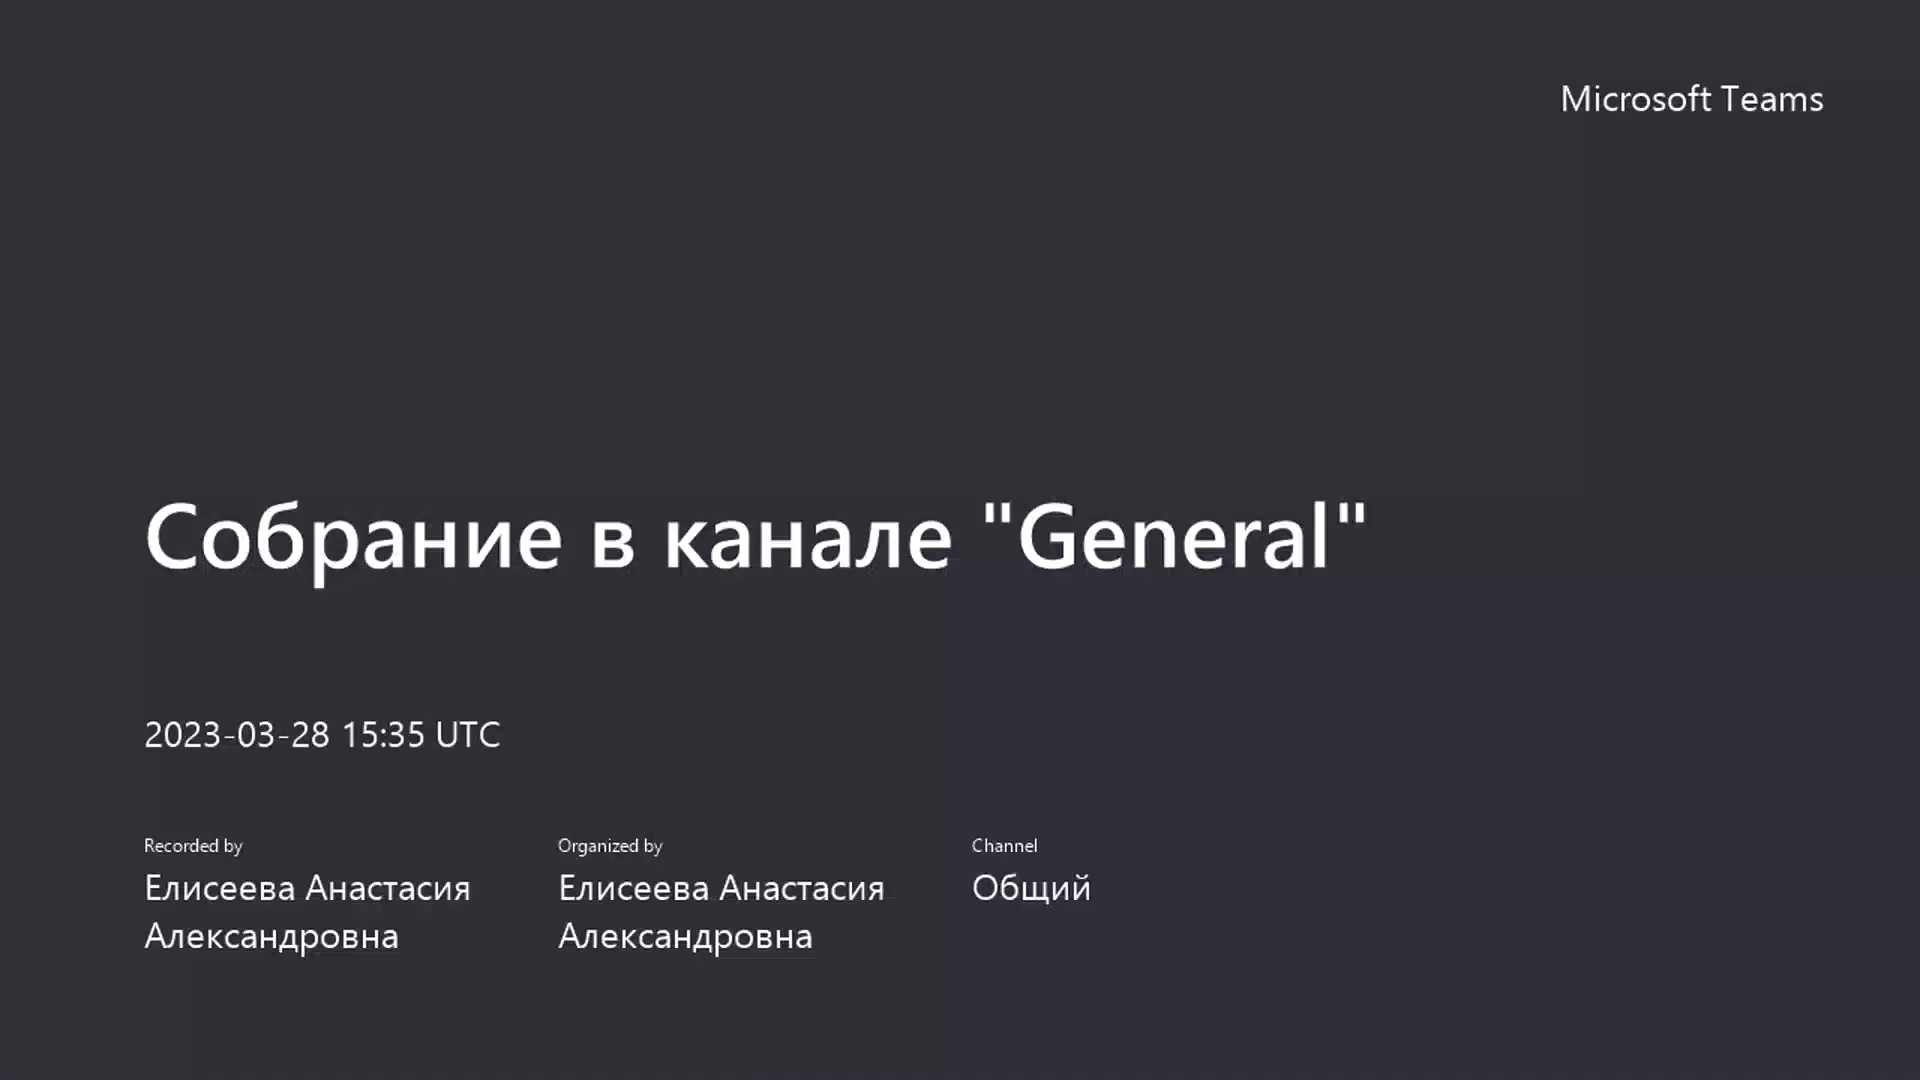 Microsoft Teams
Собрание в канале "General"
2023-03-28 15:35 UTC
Recorded by
Елисеева Анастасия
Александровна
Organized by
Елисеева Анастасия
Александровна
Channel
Общий